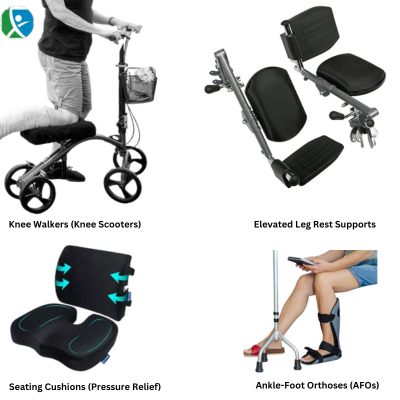 Knee Walkers (Knee Scooters)
Elevated Leg Rest Supports
Seating Cushions (Pressure Relief)
Ankle-Foot Orthoses (AFOs)